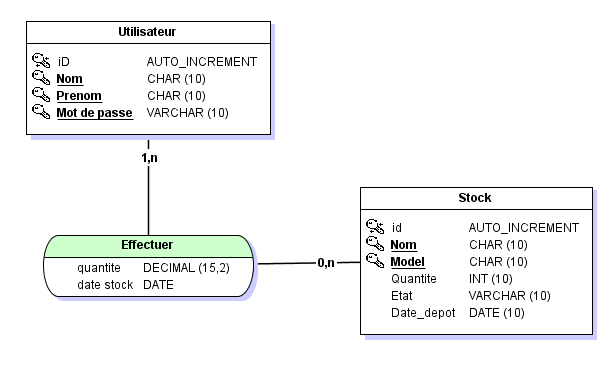 Utilisateur
iD AUTO_INCREMENT
Nom CHAR (10)
Prenom CHAR (10)
Mot de passe VARCHAR (10)
1,n
Effectuer
quantite DECIMAL (15,2)
date stock DATE
0,n
Stock
id AUTO_INCREMENT
Nom CHAR (10)
Model CHAR (10)
Quantite INT (10)
Etat VARCHAR (10)
Date_depot DATE (10)